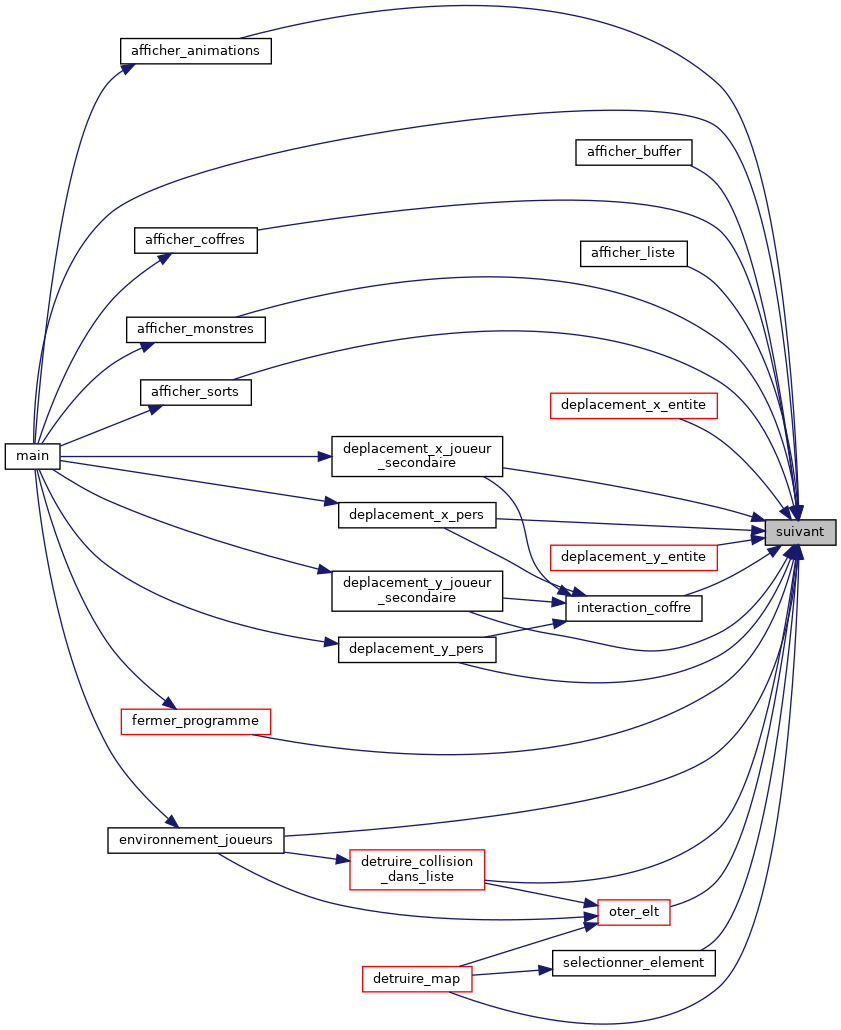 afficher_animations
afficher_buffer
afficher_coffres
afficher_liste
afficher_monstres
afficher_sorts
deplacement_x_entite
main
deplacement_x_joueur
_secondaire
deplacement_x_pers
suivant
deplacement_y_entite
deplacement_y_joueur
_secondaire
interaction_coffre
deplacement_y_pers
fermer_programme
environnement_joueurs
detruire_collision
_dans_liste
oter_elt
selectionner_element
detruire_map